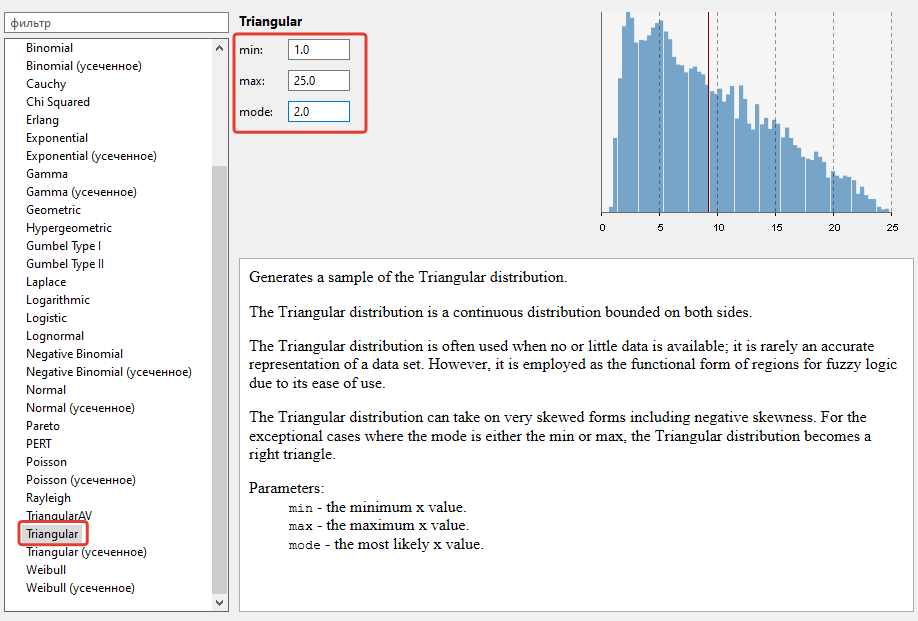 фильтр
Binomial
Binomial (усеченное)
Cauchy
Chi Squared
Erlang
Exponential
Exponential (усеченное)
Gamma
Gamma (усеченное)
Geometric
Hypergeometric
Gumbel Type I
Gumbel Type II
Laplace
Logarithmic
Logistic
Lognormal
Negative Binomial
Negative Binomial (усеченное)
Normal
Normal (усеченное)
Pareto
PERT
Poisson
Poisson (усеченное)
Rayleigh
TriangularAV
Triangular
Triangular (усеченное)
Weibull
Weibull (усеченное)
Triangular
min: 1.0
max: 25.0
mode: 2.0
0 5 10 15 20 25
Generates a sample of the Triangular distribution.
The Triangular distribution is a continuous distribution bounded on both sides.
The Triangular distribution is often used when no or little data is available; it is rarely an accurate
representation of a data set. However, it is employed as the functional form of regions for fuzzy logic
due to its ease of use.
The Triangular distribution can take on very skewed forms including negative skewness. For the
exceptional cases where the mode is either the min or max, the Triangular distribution becomes a
right triangle.
Parameters:
min - the minimum x value.
max - the maximum x value.
mode - the most likely x value.